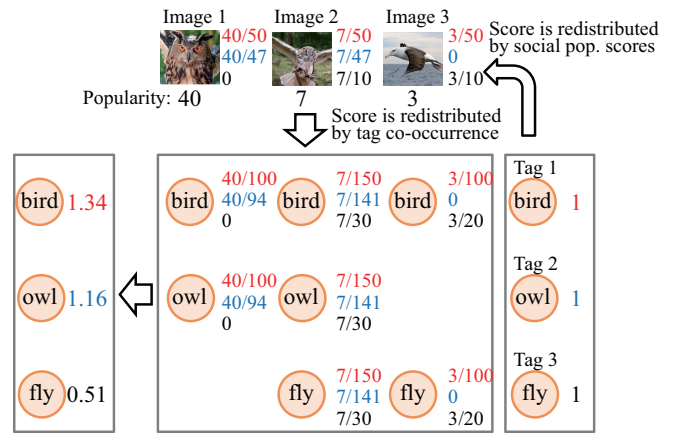 Image 1 Image 2 Image 3
40/50 7/50 3/50
40/47 7/47 0
0 7/10 3/10
Score is redistributed
by social pop. scores
Popularity: 40 7 3
Score is redistributed
by tag co-occurrence
bird 1.34
owl 1.16
fly 0.51
40/100 7/150 3/100
bird 40/94 bird 7/141 bird 0
0 7/30 3/20
40/100 7/150
owl 40/94 owl 7/141
0 7/30
7/150 3/100
fly 7/141 fly 0
7/30 3/20
Tag 1
bird 1
Tag 2
owl 1
Tag 3
fly 1